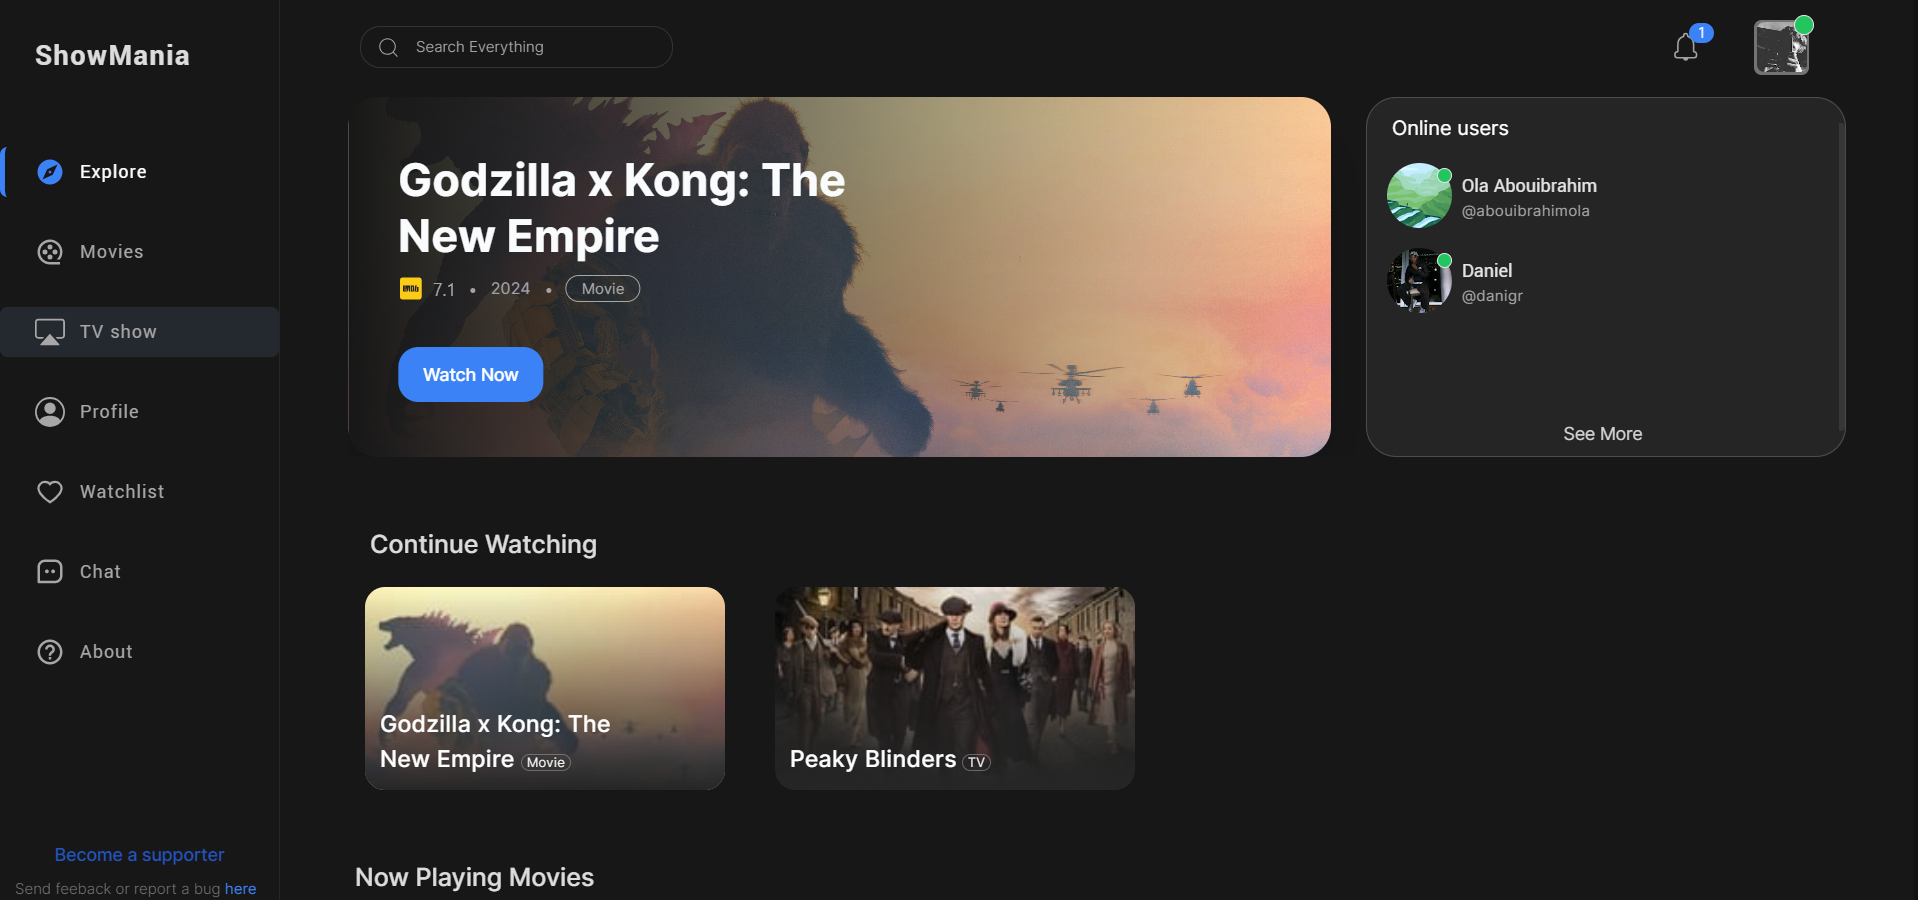 ShowMania
Explore
Movies
TV show
Profile
Watchlist
Chat
About
Become a supporter
Send feeback or report a bug here
Search Everything
1
Godzilla x Kong: The
New Empire
IMDb 7.1 • 2024 • Movie
Watch Now
Online users
Ola Abouibrahim
@abouibrahimola
Daniel
@danigr
See More
Continue Watching
Godzilla x Kong: The
New Empire Movie
Peaky Blinders TV
Now Playing Movies